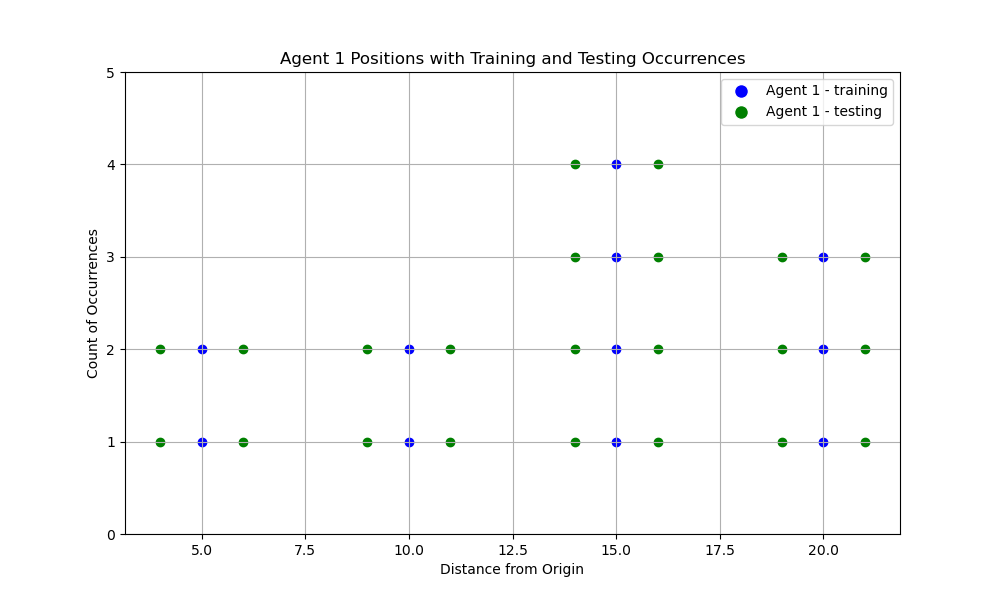 Agent 1 Positions with Training and Testing Occurrences
Agent 1 - training
Agent 1 - testing
Count of Occurrences
5
4
3
2
1
0
5.0 7.5 10.0 12.5 15.0 17.5 20.0
Distance from Origin